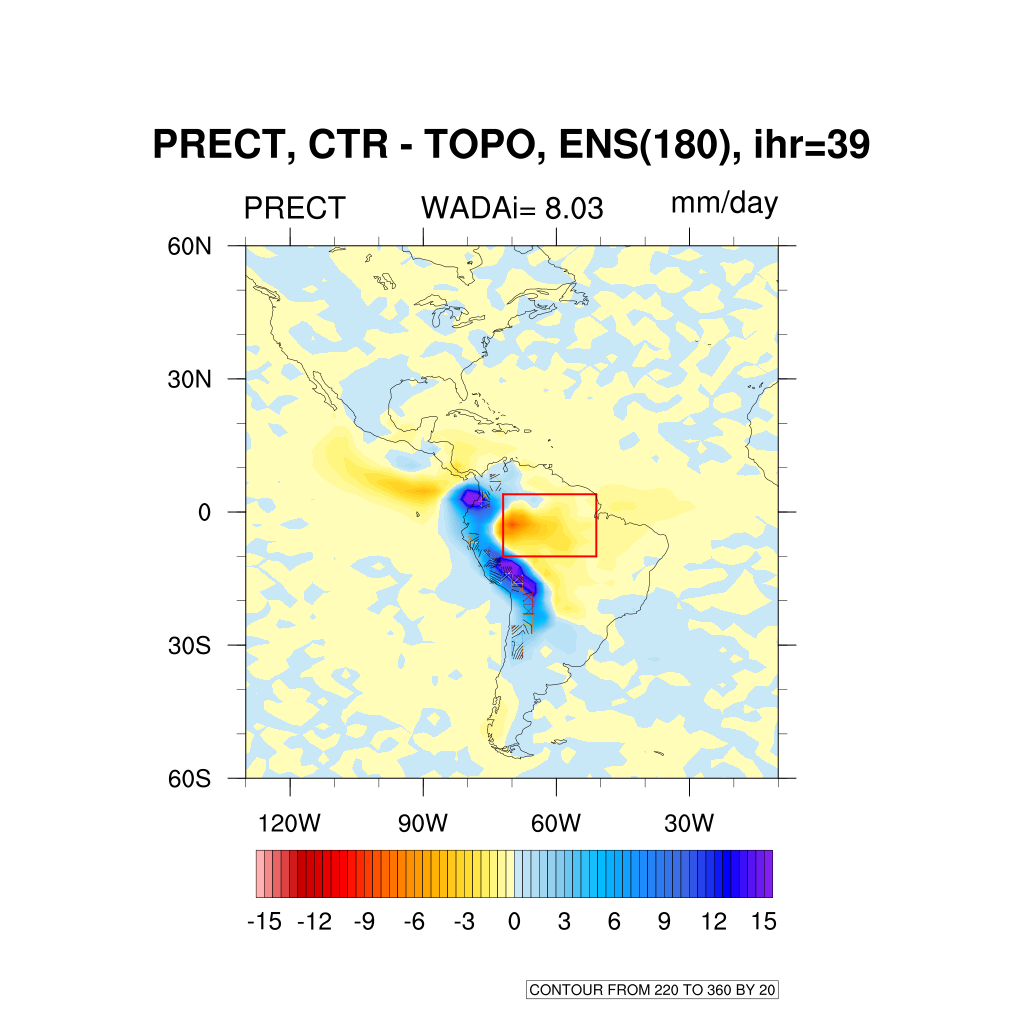 PRECT, CTR - TOPO, ENS(180), ihr=39
PRECT WADAi= 8.03 mm/day
60N
30N
0
30S
60S
120W 90W 60W 30W
-15 -12 -9 -6 -3 0 3 6 9 12 15
CONTOUR FROM 220 TO 360 BY 20